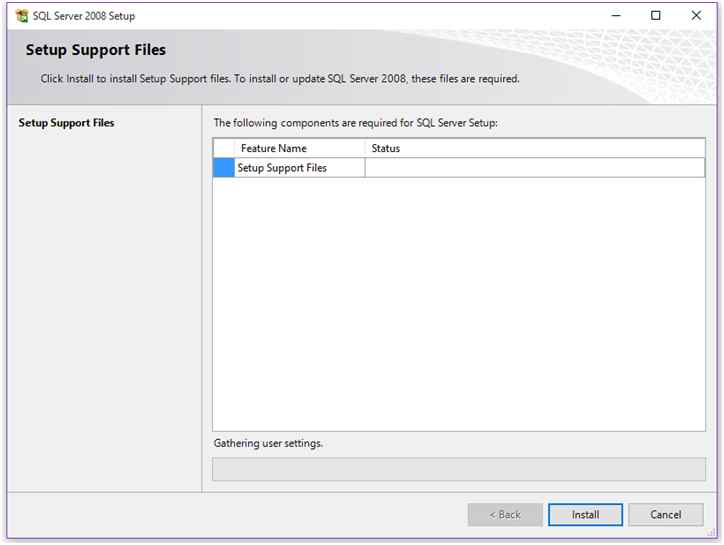 SQL Server 2008 Setup
Setup Support Files
Click Install to install Setup Support files. To install or update SQL Server 2008, these files are required.
Setup Support Files
The following components are required for SQL Server Setup:
Feature Name Status
Setup Support Files
Gathering user settings.
< Back Install Cancel